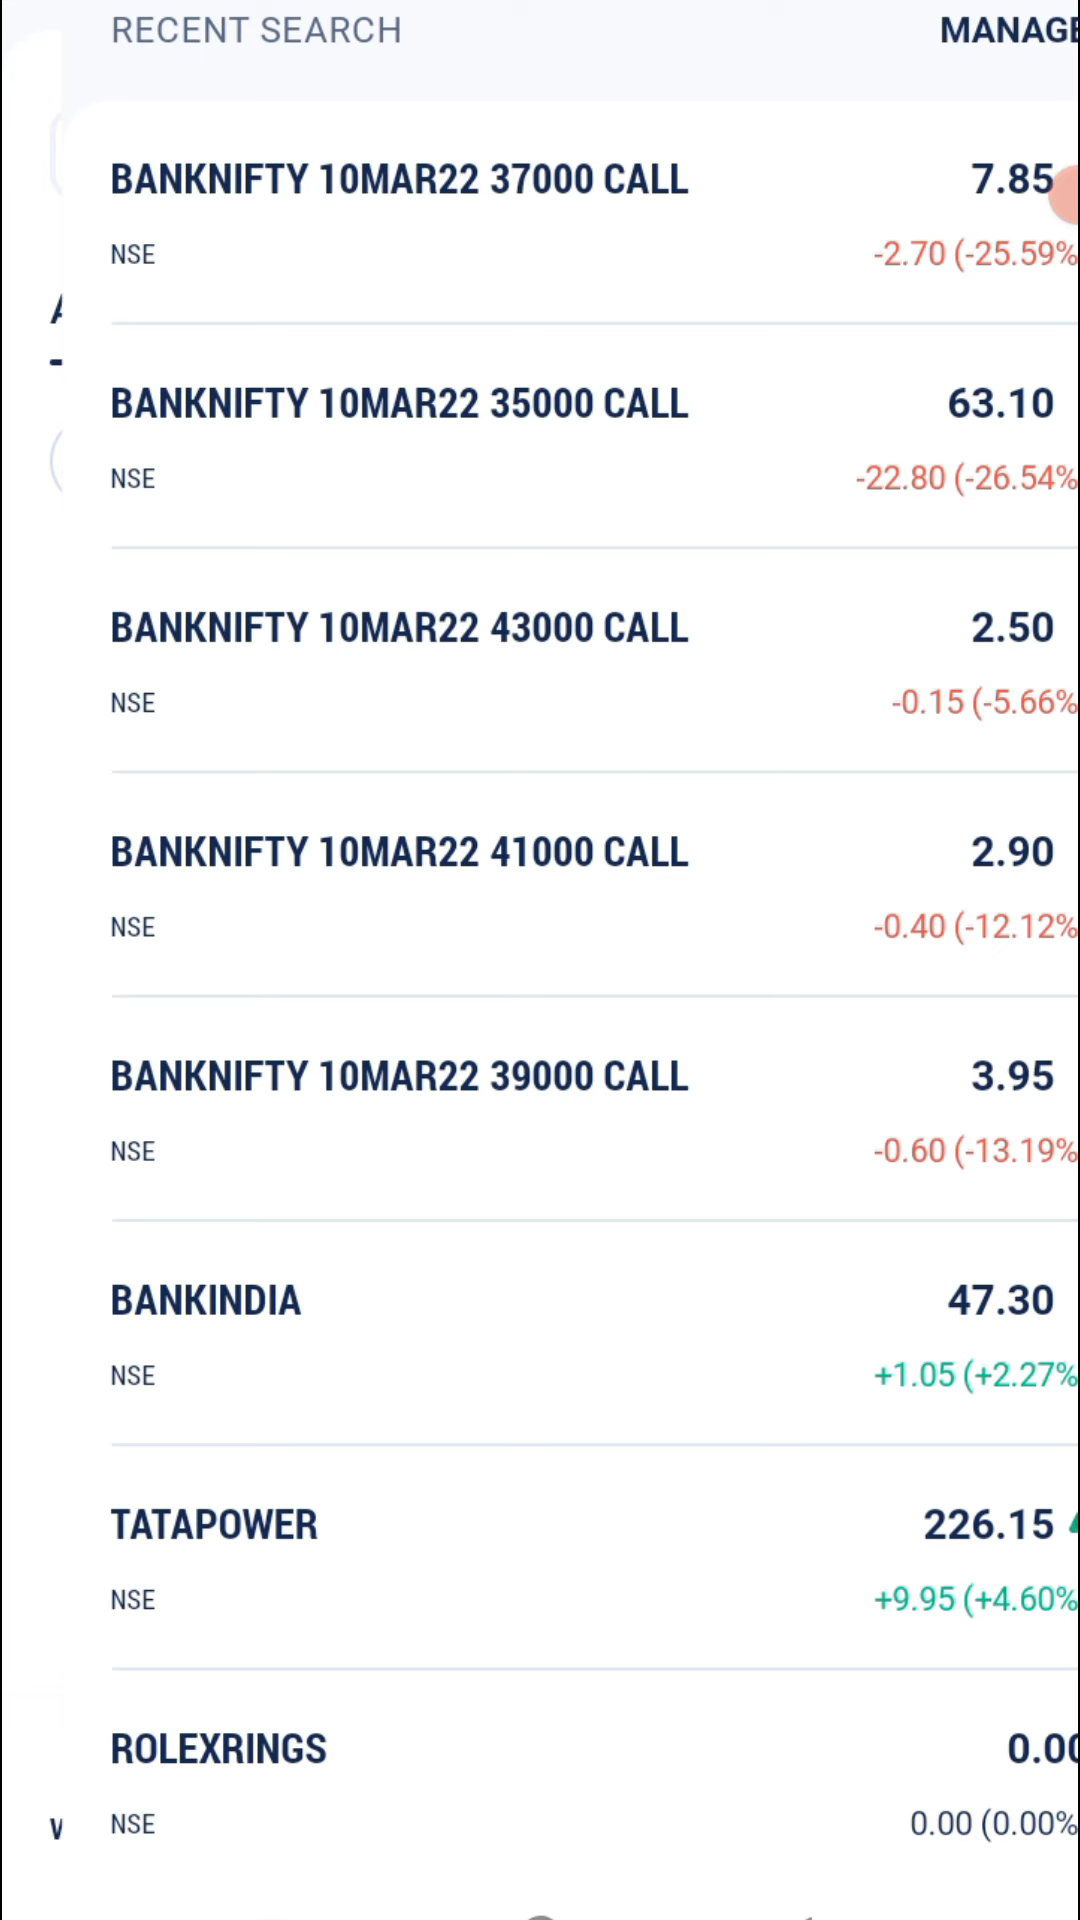 RECENT SEARCH MANAGE
BANKNIFTY 10MAR22 37000 CALL 7.85
NSE -2.70 (-25.59%
A
-
BANKNIFTY 10MAR22 35000 CALL 63.10
NSE -22.80 (-26.54%
BANKNIFTY 10MAR22 43000 CALL 2.50
NSE -0.15 (-5.66%
BANKNIFTY 10MAR22 41000 CALL 2.90
NSE -0.40 (-12.12%
BANKNIFTY 10MAR22 39000 CALL 3.95
NSE -0.60 (-13.19%
BANKINDIA 47.30
NSE +1.05 (+2.27%
TATAPOWER 226.15
NSE +9.95 (+4.60%
ROLEXRINGS 0.00
NSE 0.00 (0.00%